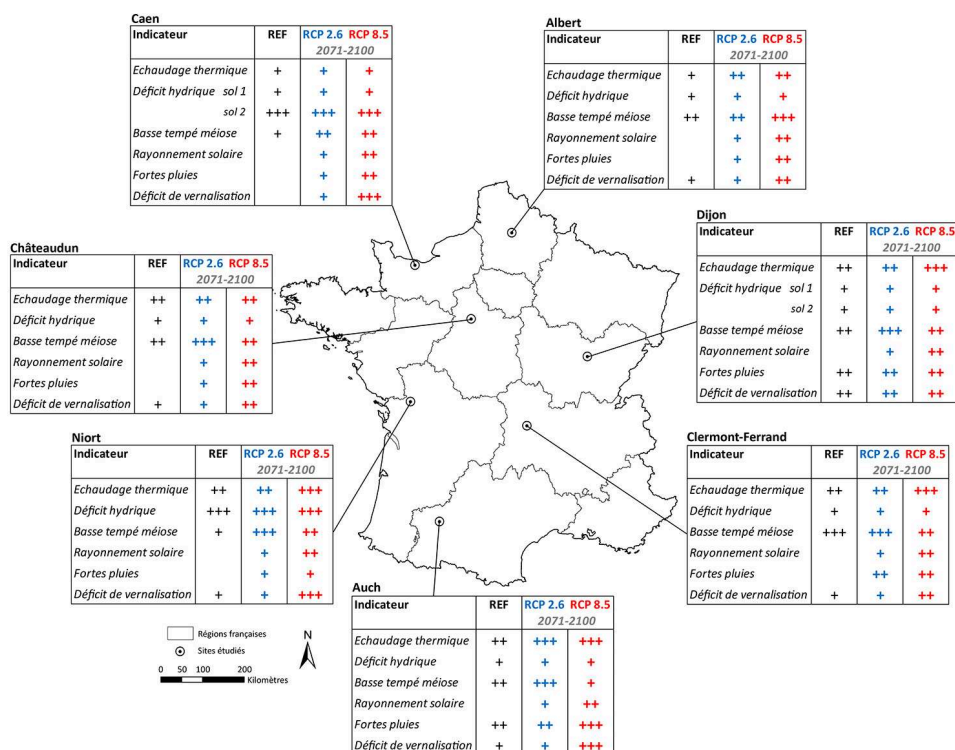 Caen
Indicateur REF RCP 2.6 RCP 8.5
2071-2100
Echaudage thermique + + +
Déficit hydrique sol 1 + + +
sol 2 +++ +++ +++
Basse tempé méiose + ++ ++
Rayonnement solaire + ++
Fortes pluies + ++
Déficit de vernalisation + +++
Albert
Indicateur REF RCP 2.6 RCP 8.5
2071-2100
Echaudage thermique + ++ ++
Déficit hydrique + + +
Basse tempé méiose ++ ++ +++
Rayonnement solaire + ++
Fortes pluies + ++
Déficit de vernalisation + + ++
Châteaudun
Indicateur REF RCP 2.6 RCP 8.5
2071-2100
Echaudage thermique ++ ++ ++
Déficit hydrique + + +
Basse tempé méiose ++ +++ ++
Rayonnement solaire + ++
Fortes pluies + ++
Déficit de vernalisation + + ++
Dijon
Indicateur REF RCP 2.6 RCP 8.5
2071-2100
Echaudage thermique ++ ++ +++
Déficit hydrique sol 1 + + +
sol 2 + + +
Basse tempé méiose ++ +++ ++
Rayonnement solaire + ++
Fortes pluies ++ ++ ++
Déficit de vernalisation ++ ++ ++
Niort
Indicateur REF RCP 2.6 RCP 8.5
2071-2100
Echaudage thermique ++ ++ +++
Déficit hydrique +++ +++ +++
Basse tempé méiose + +++ ++
Rayonnement solaire + ++
Fortes pluies + +
Déficit de vernalisation + + +++
Clermont-Ferrand
Indicateur REF RCP 2.6 RCP 8.5
2071-2100
Echaudage thermique ++ ++ +++
Déficit hydrique + + +
Basse tempé méiose +++ +++ ++
Rayonnement solaire + ++
Fortes pluies ++ ++
Déficit de vernalisation + + ++
Auch
Indicateur REF RCP 2.6 RCP 8.5
2071-2100
Echaudage thermique ++ +++ +++
Déficit hydrique + + +
Basse tempé méiose ++ +++ +
Rayonnement solaire + ++
Fortes pluies ++ ++ +++
Déficit de vernalisation + + +++
Régions françaises
Sites étudiés
N
0 50 100 200
Kilomètres